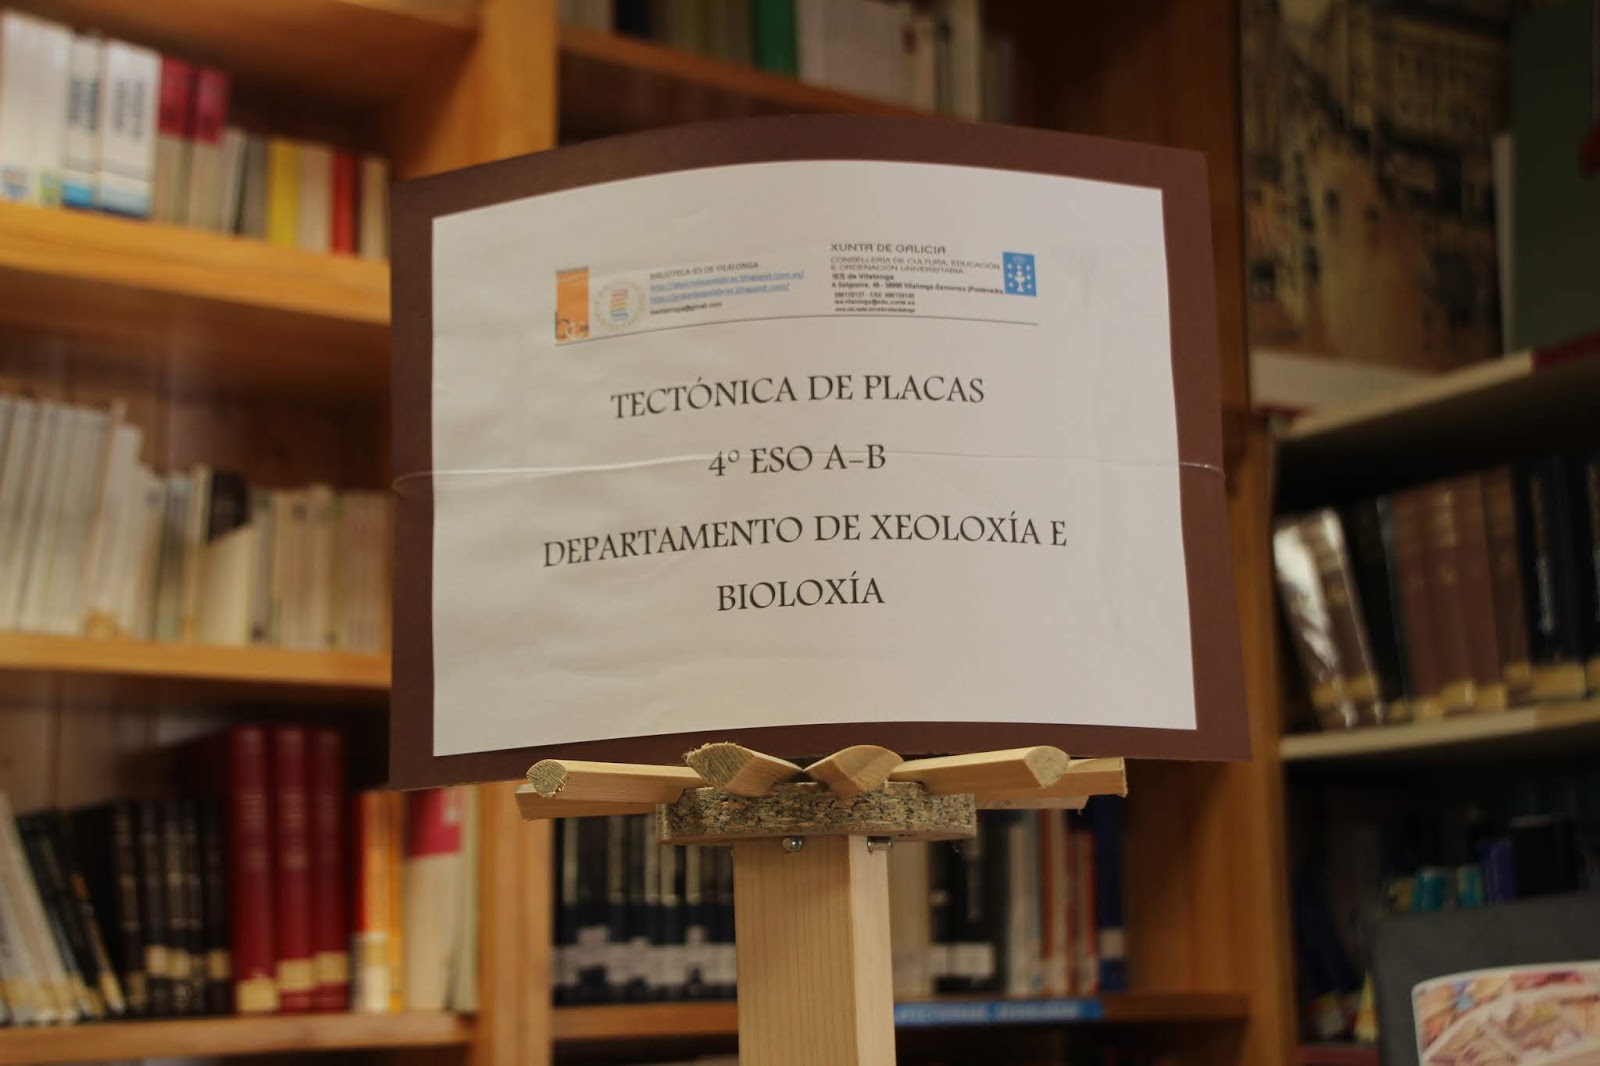 BIBLIOTECA IES DE VILALONGA
XUNTA DE GALICIA
CONSELLERÍA DE CULTURA, EDUCACIÓN
E ORDENACIÓN UNIVERSITARIA
IES de Vilalonga
TECTÓNICA DE PLACAS
4º ESO A-B
DEPARTAMENTO DE XEOLOXÍA E
BIOLOXÍA